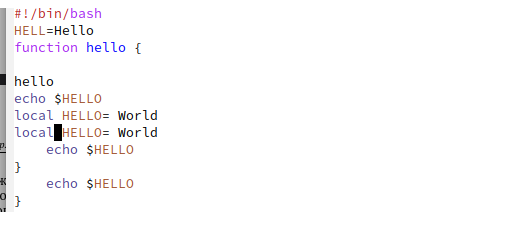 #!/bin/bash
HELL=Hello
function hello {
hello
echo $HELLO
local HELLO= World
local HELLO= World
echo $HELLO
}
echo $HELLO
}